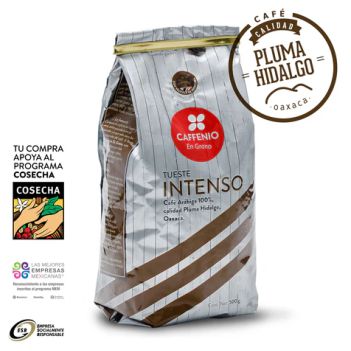 CAFÉ
CALIDAD
PLUMA
HIDALGO
OAXACA.
CAFFENIO
En Grano
TUESTE
INTENSO
Café Arábiga 100%,
calidad Pluma Hidalgo,
Oaxaca.
TU COMPRA
APOYA AL
PROGRAMA
COSECHA
COSECHA
LAS MEJORES
EMPRESAS
MEXICANAS
ESR
EMPRESA
SOCIALMENTE
RESPONSABLE